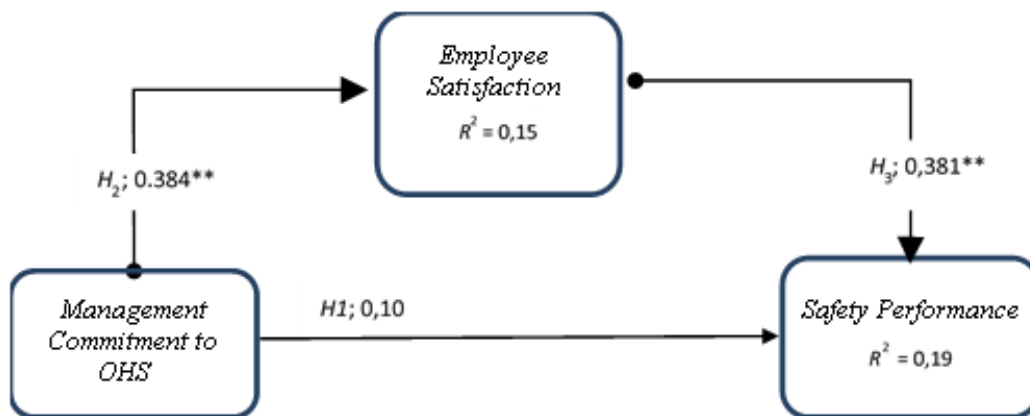 Employee
Satisfaction
R² = 0,15
H₂; 0.384**
H₃; 0,381**
Management
Commitment to
OHS
H1; 0,10
Safety Performance
R² = 0,19